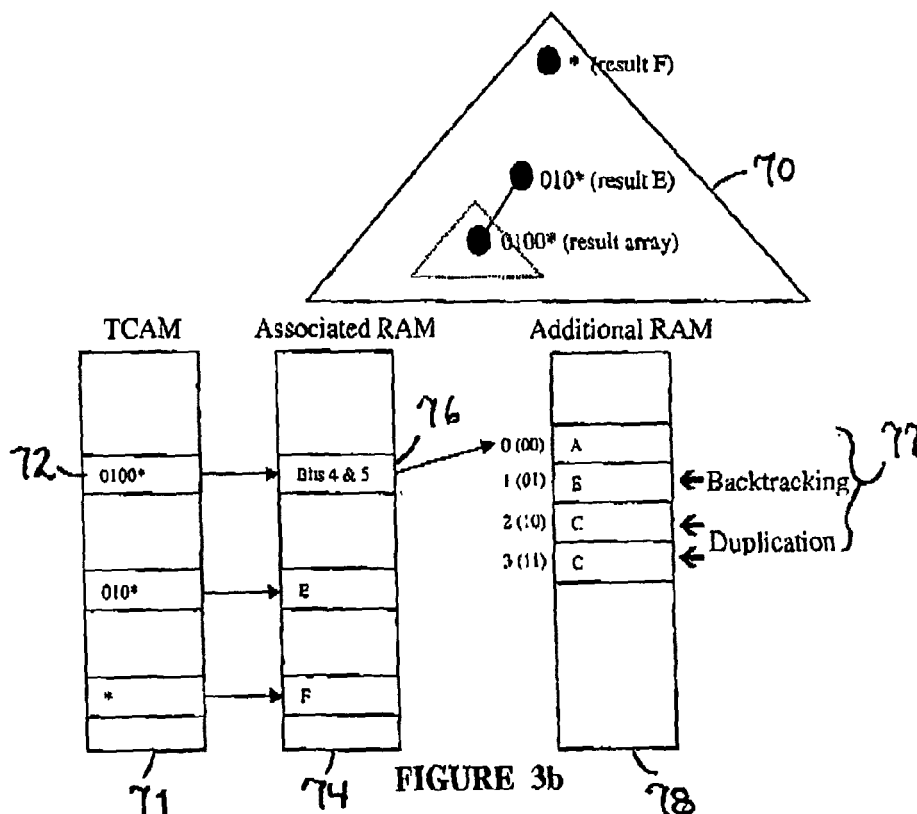 * (result F)
70
010* (result E)
0100* (result array)
TCAM Associated RAM Additional RAM
76
77
72 0100* Bits 4 & 5 0 (00) A
1 (01) E Backtracking
2 (10) C Duplication
3 (11) C
010* E
* F
71 74 FIGURE 3b 78